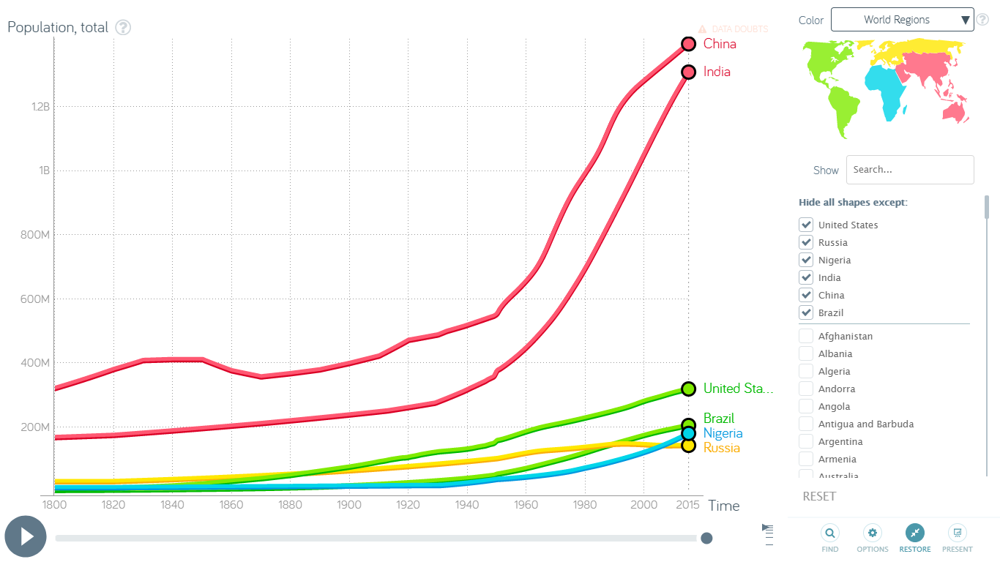 Population, total ?
DATA DOUBTS
China
India
1.2B
1B
800M
600M
400M
200M
United Sta...
Brazil
Nigeria
Russia
1800 1820 1840 1860 1880 1900 1920 1940 1960 1980 2000 2015
Time
Color World Regions ▼ ?
Show Search...
Hide all shapes except:
United States
Russia
Nigeria
India
China
Brazil
Afghanistan
Albania
Algeria
Andorra
Angola
Antigua and Barbuda
Argentina
Armenia
Australia
RESET
FIND OPTIONS RESTORE PRESENT